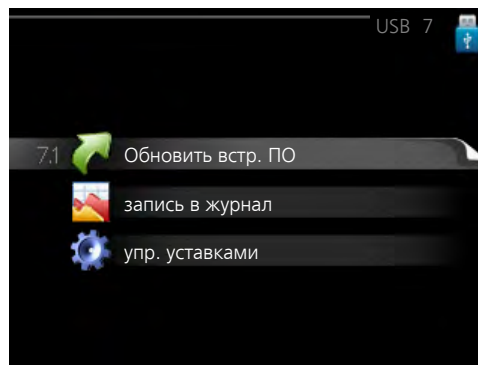 USB 7
7.1 Обновить встр. ПО
запись в журнал
упр. уставками